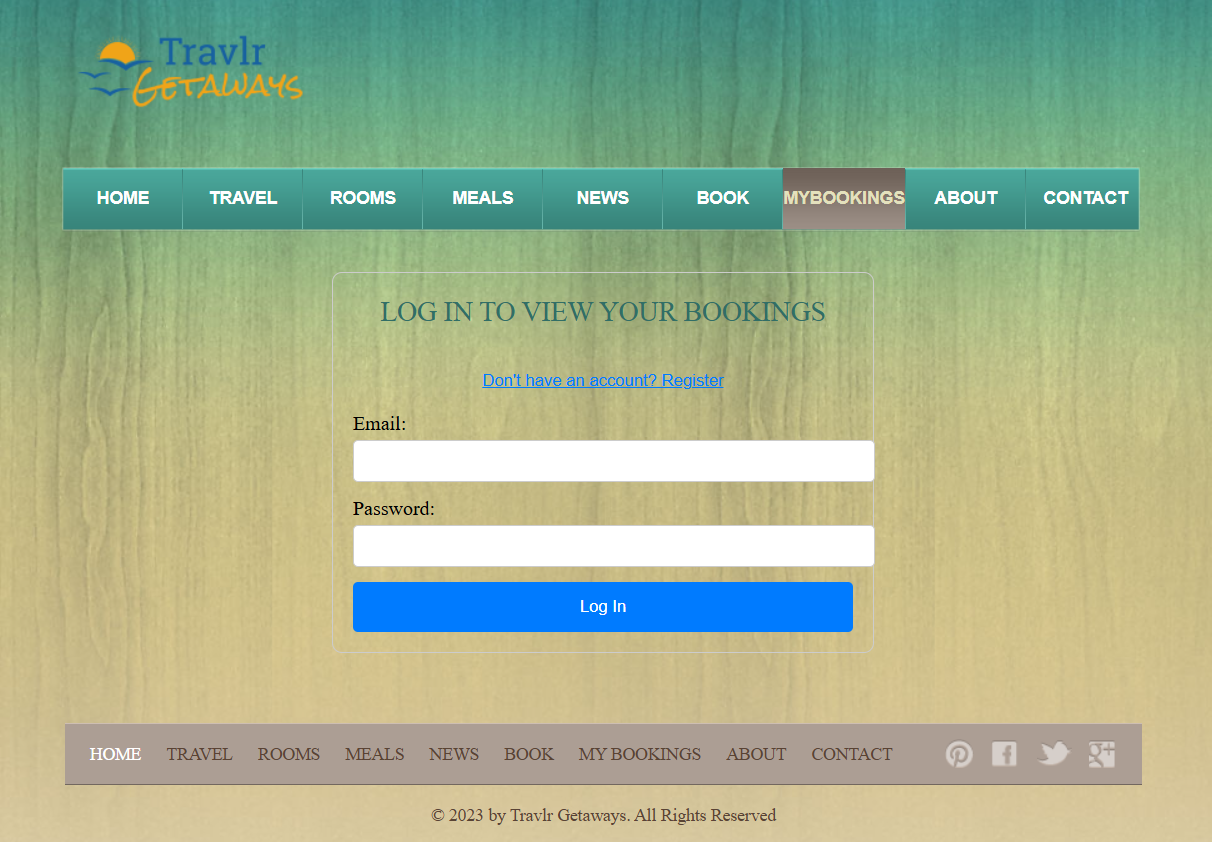 Travlr
GETAWAYS
HOME TRAVEL ROOMS MEALS NEWS BOOK MYBOOKINGS ABOUT CONTACT
LOG IN TO VIEW YOUR BOOKINGS
Don't have an account? Register
Email:
Password:
Log In
HOME TRAVEL ROOMS MEALS NEWS BOOK MY BOOKINGS ABOUT CONTACT
© 2023 by Travlr Getaways. All Rights Reserved